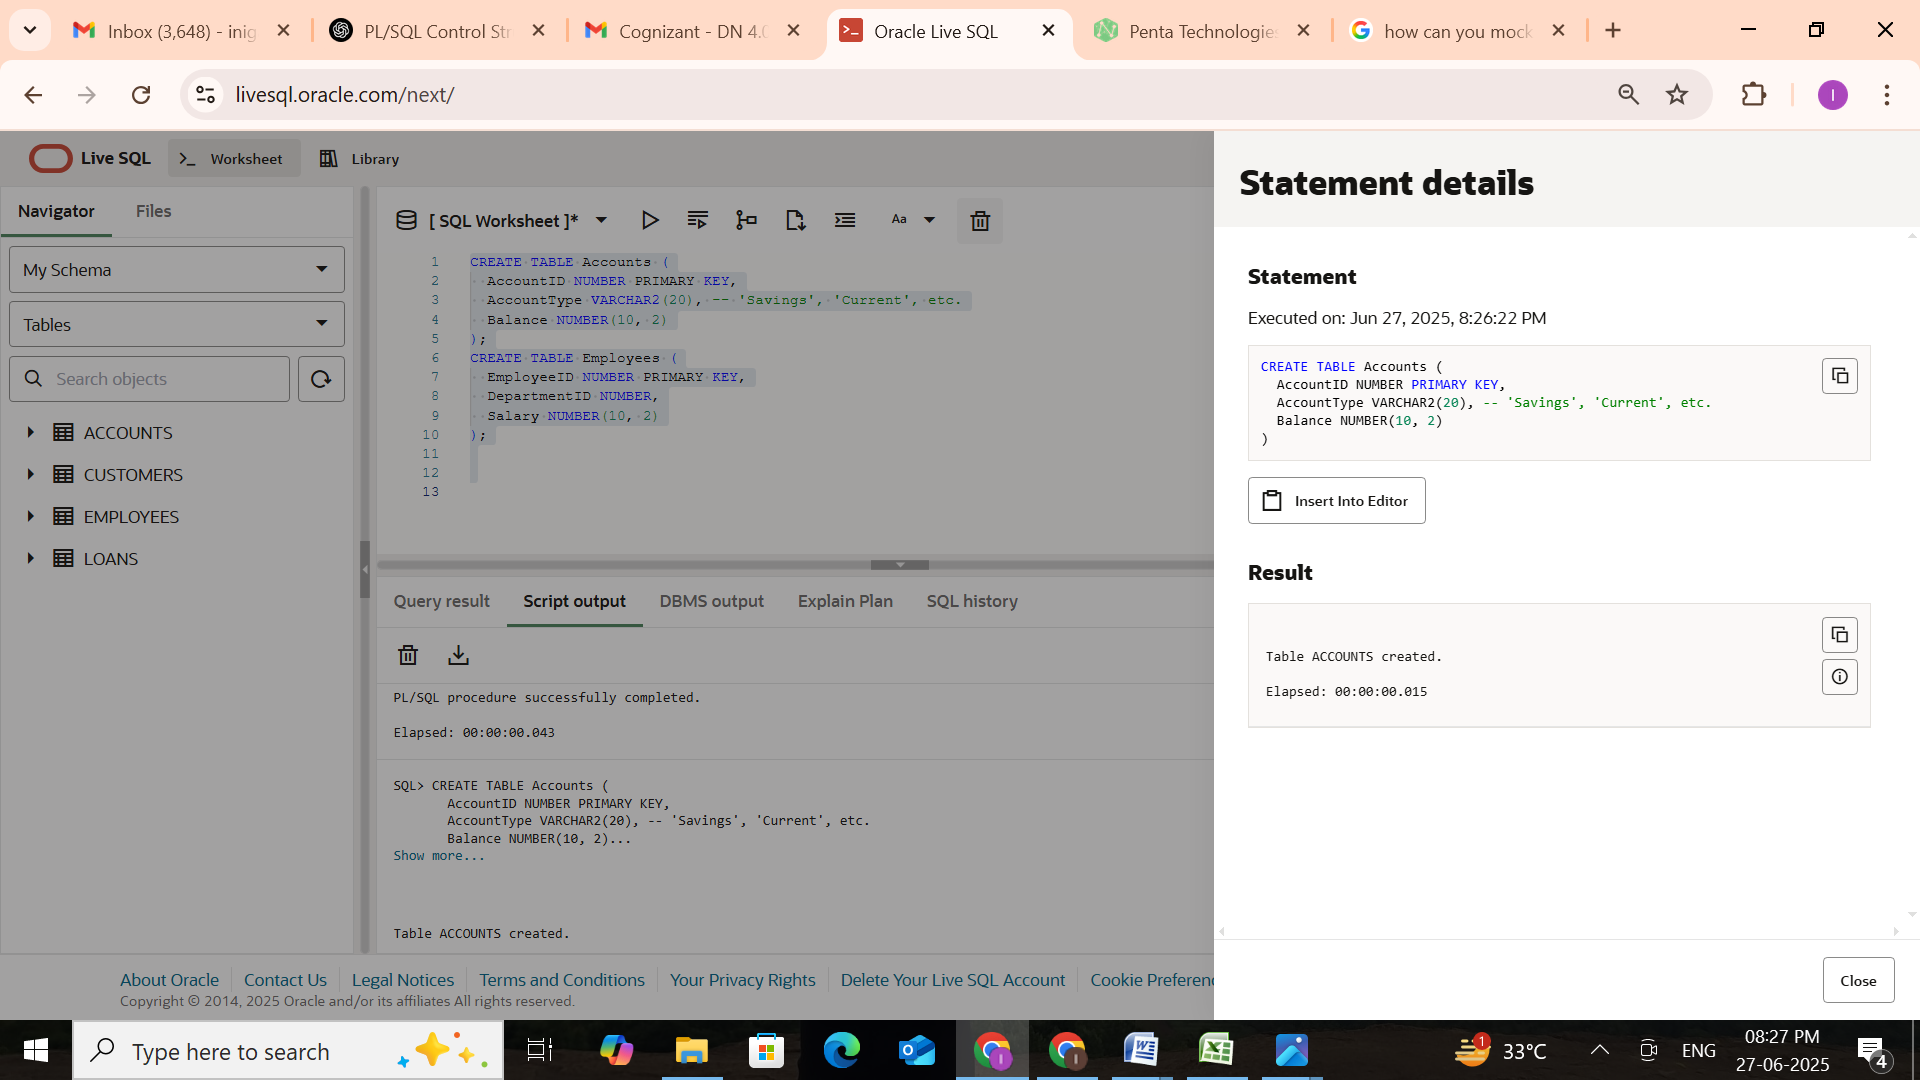 Inbox (3,648) - inig
PL/SQL Control Str
Cognizant - DN 4.0
Oracle Live SQL
Penta Technologies
how can you mock
livesql.oracle.com/next/
I
Live SQL
Worksheet
Library
Navigator
Files
My Schema
Tables
Search objects
ACCOUNTS
CUSTOMERS
EMPLOYEES
LOANS
[ SQL Worksheet ]*
Aa
1 CREATE TABLE Accounts (
2 AccountID NUMBER PRIMARY KEY,
3 AccountType VARCHAR2(20), -- 'Savings', 'Current', etc.
4 Balance NUMBER(10, 2)
5 );
6 CREATE TABLE Employees (
7 EmployeeID NUMBER PRIMARY KEY,
8 DepartmentID NUMBER,
9 Salary NUMBER(10, 2)
10 );
11
12
13
Query result
Script output
DBMS output
Explain Plan
SQL history
PL/SQL procedure successfully completed.
Elapsed: 00:00:00.043
SQL> CREATE TABLE Accounts (
AccountID NUMBER PRIMARY KEY,
AccountType VARCHAR2(20), -- 'Savings', 'Current', etc.
Balance NUMBER(10, 2)...
Show more...
Table ACCOUNTS created.
Statement details
Statement
Executed on: Jun 27, 2025, 8:26:22 PM
CREATE TABLE Accounts (
AccountID NUMBER PRIMARY KEY,
AccountType VARCHAR2(20), -- 'Savings', 'Current', etc.
Balance NUMBER(10, 2)
)
Insert Into Editor
Result
Table ACCOUNTS created.
Elapsed: 00:00:00.015
Close
About Oracle
Contact Us
Legal Notices
Terms and Conditions
Your Privacy Rights
Delete Your Live SQL Account
Cookie Preferen
Copyright © 2014, 2025 Oracle and/or its affiliates All rights reserved.
Type here to search
I
I
1
33°C
ENG
08:27 PM
27-06-2025
4